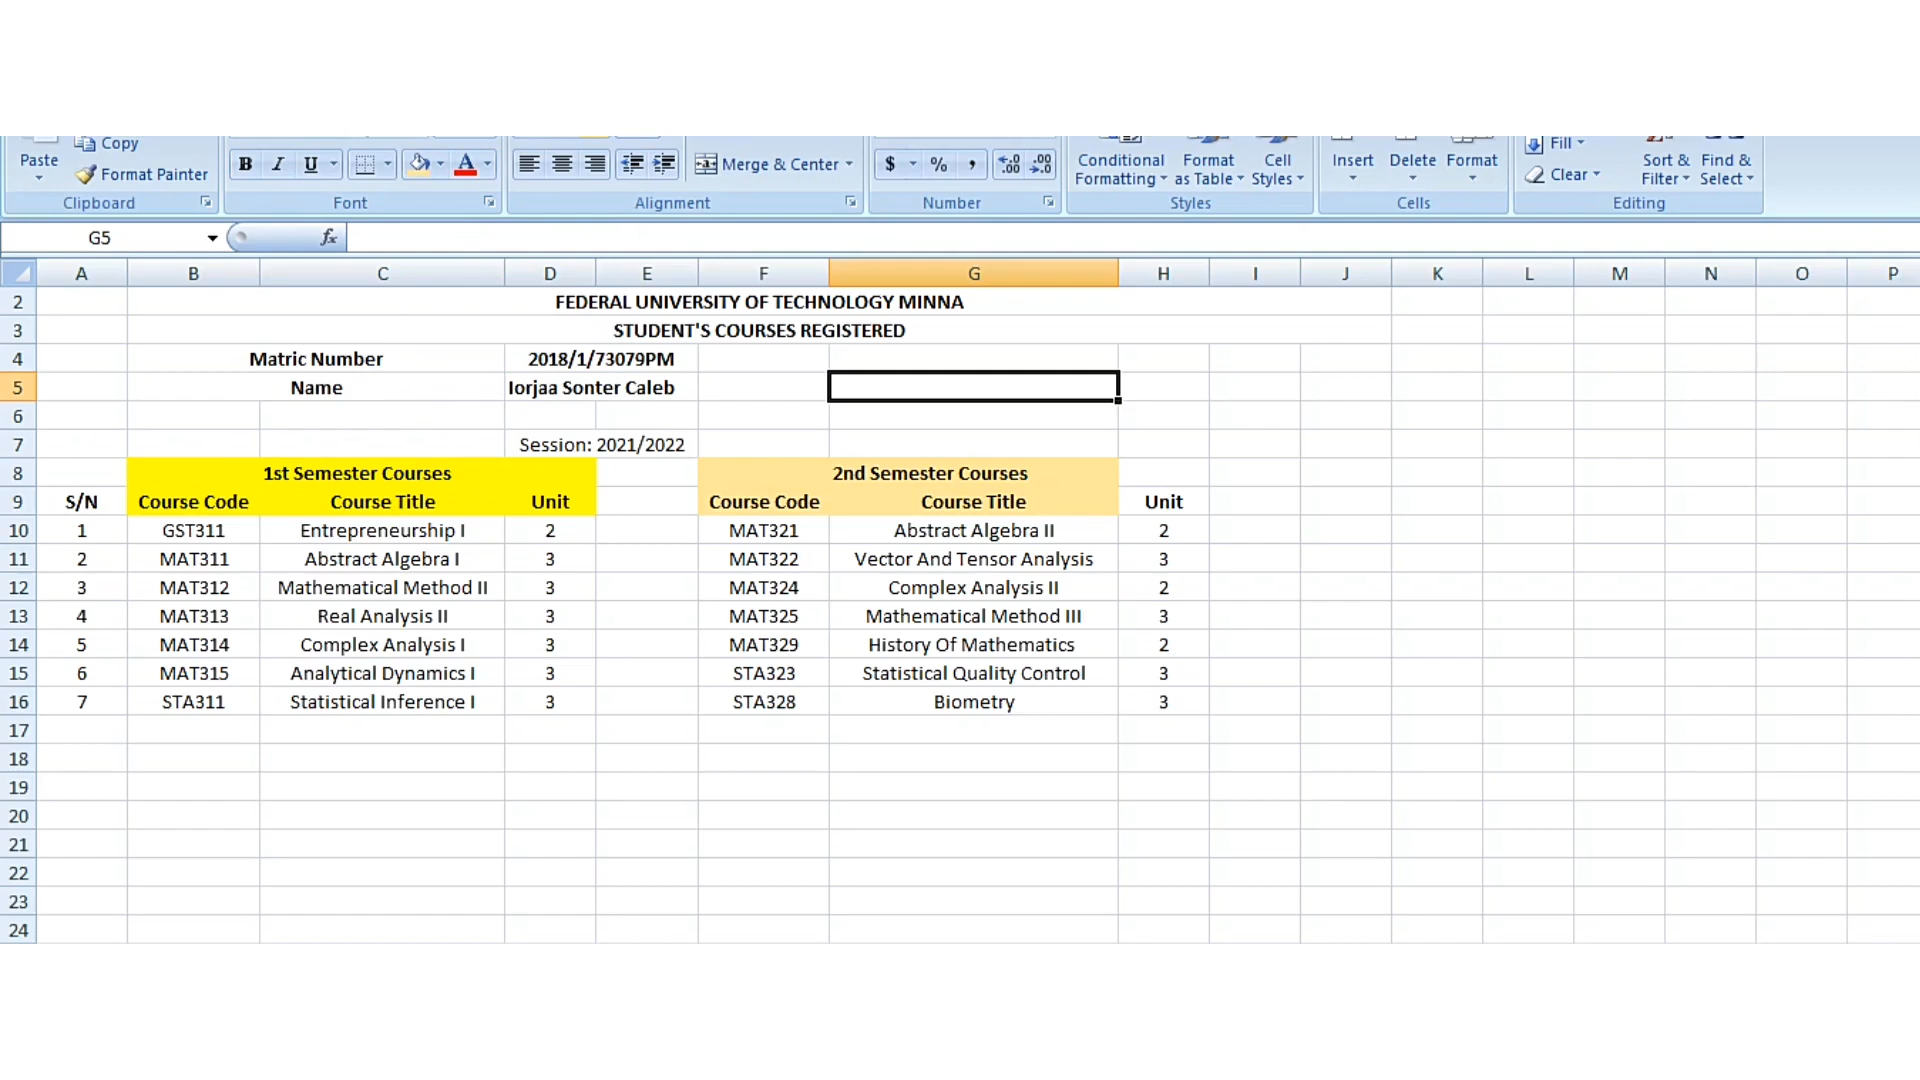 Copy
Paste
Format Painter
Clipboard
B I U A
Font
Merge & Center
Alignment
$ % , .0 .00 .00 .0
Number
Conditional Formatting
Format as Table
Cell Styles
Styles
Insert Delete Format
Cells
Fill
Clear
Sort & Filter
Find & Select
Editing
G5 fx
A B C D E F G H I J K L M N O P
2 FEDERAL UNIVERSITY OF TECHNOLOGY MINNA
3 STUDENT'S COURSES REGISTERED
4 Matric Number 2018/1/73079PM
5 Name Iorjaa Sonter Caleb
6
7 Session: 2021/2022
8 1st Semester Courses 2nd Semester Courses
9 S/N Course Code Course Title Unit Course Code Course Title Unit
10 1 GST311 Entrepreneurship I 2 MAT321 Abstract Algebra II 2
11 2 MAT311 Abstract Algebra I 3 MAT322 Vector And Tensor Analysis 3
12 3 MAT312 Mathematical Method II 3 MAT324 Complex Analysis II 2
13 4 MAT313 Real Analysis II 3 MAT325 Mathematical Method III 3
14 5 MAT314 Complex Analysis I 3 MAT329 History Of Mathematics 2
15 6 MAT315 Analytical Dynamics I 3 STA323 Statistical Quality Control 3
16 7 STA311 Statistical Inference I 3 STA328 Biometry 3
17
18
19
20
21
22
23
24